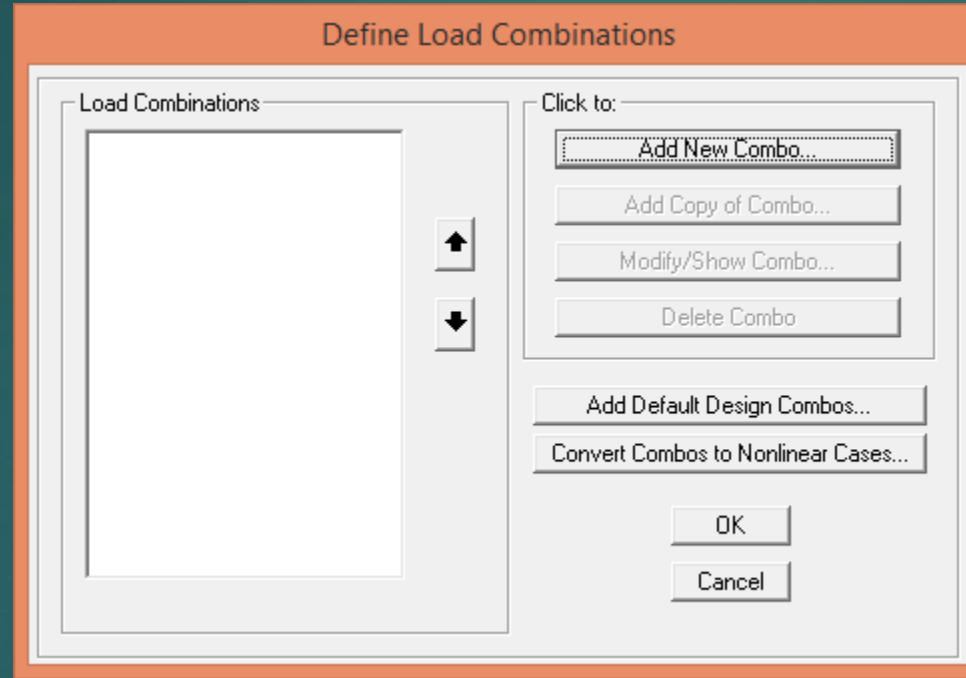 Define Load Combinations
Load Combinations
Click to:
Add New Combo...
Add Copy of Combo...
Modify/Show Combo...
Delete Combo
Add Default Design Combos...
Convert Combos to Nonlinear Cases...
OK
Cancel